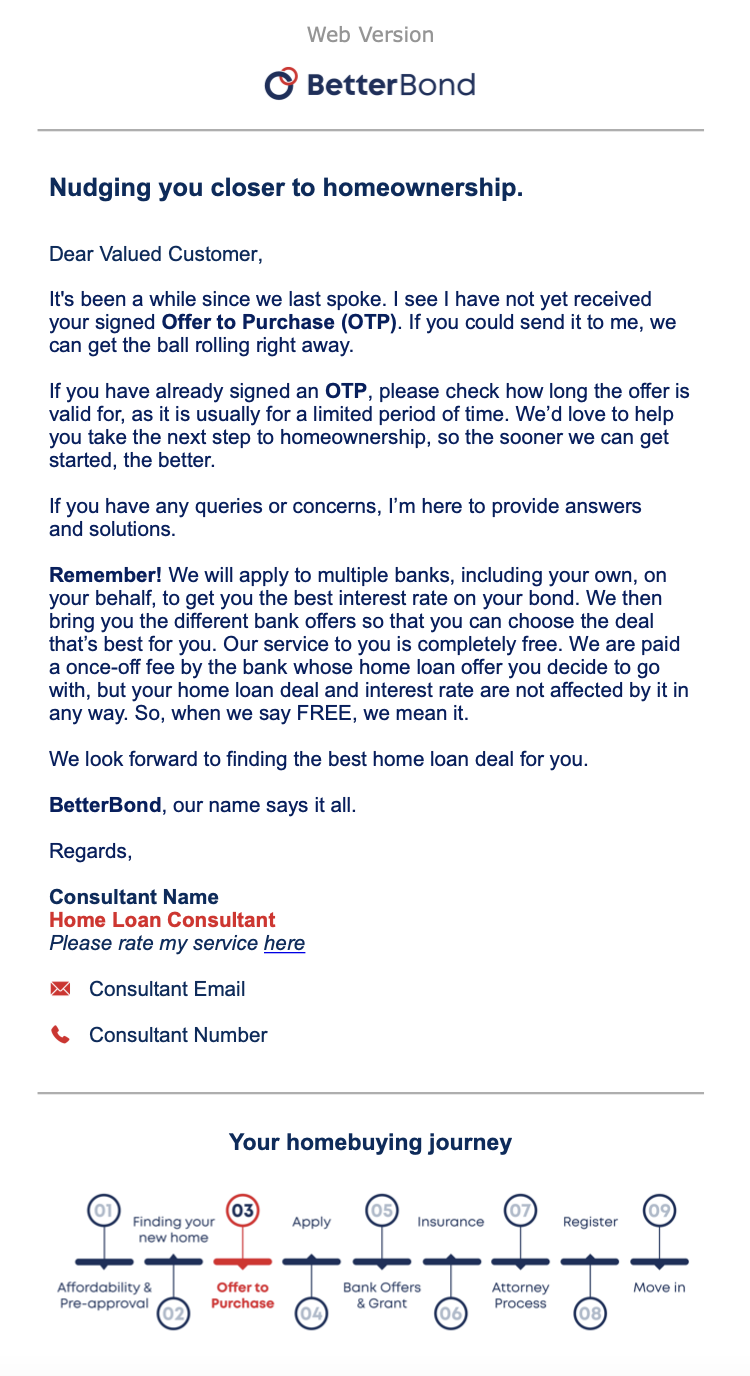 Web Version
BetterBond
Nudging you closer to homeownership.
Dear Valued Customer,
It's been a while since we last spoke. I see I have not yet received
your signed Offer to Purchase (OTP). If you could send it to me, we
can get the ball rolling right away.
If you have already signed an OTP, please check how long the offer is
valid for, as it is usually for a limited period of time. We’d love to help
you take the next step to homeownership, so the sooner we can get
started, the better.
If you have any queries or concerns, I’m here to provide answers
and solutions.
Remember! We will apply to multiple banks, including your own, on
your behalf, to get you the best interest rate on your bond. We then
bring you the different bank offers so that you can choose the deal
that’s best for you. Our service to you is completely free. We are paid
a once-off fee by the bank whose home loan offer you decide to go
with, but your home loan deal and interest rate are not affected by it in
any way. So, when we say FREE, we mean it.
We look forward to finding the best home loan deal for you.
BetterBond, our name says it all.
Regards,
Consultant Name
Home Loan Consultant
Please rate my service here
Consultant Email
Consultant Number
Your homebuying journey
01
Affordability &
Pre-approval
Finding your
new home
02
03
Offer to
Purchase
Apply
04
05
Bank Offers
& Grant
Insurance
06
07
Attorney
Process
Register
08
09
Move in